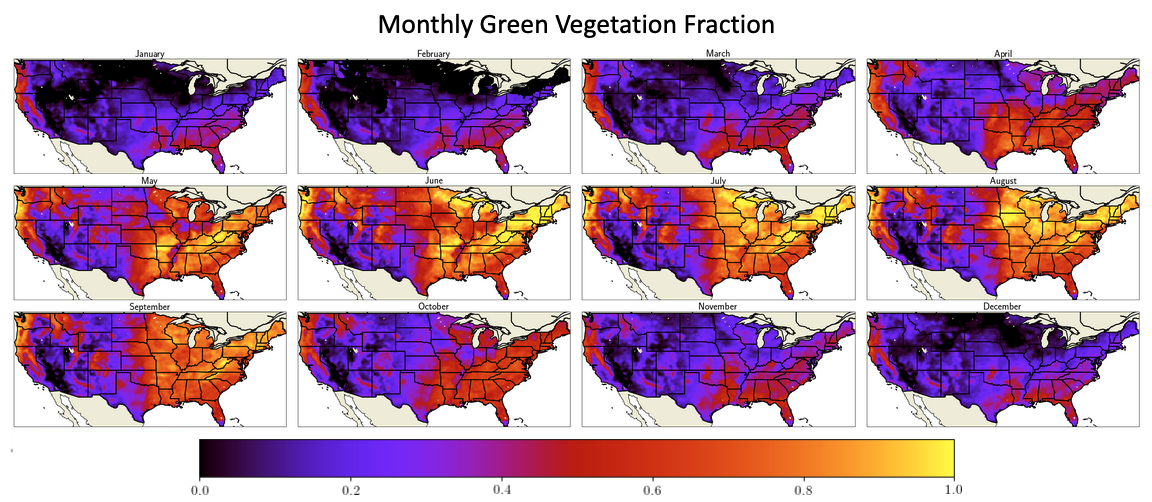 Monthly Green Vegetation Fraction
January February March April
May June July August
September October November December
0.0 0.2 0.4 0.6 0.8 1.0